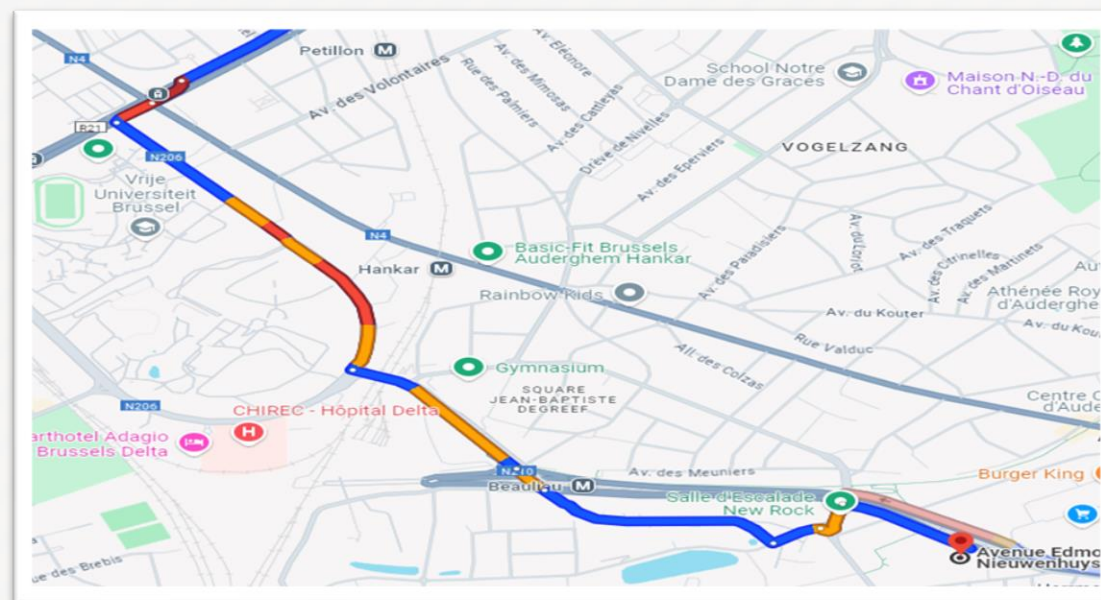 N4
Petillon M
Av. des Volontaires
Rue des Palmiers
Av. des Mimosas
Av. Eléonore
Av. des Cattleyas
Drève de Nivelles
Av. des Eperviers
School Notre
Dame des Grâces
Maison N.-D. du
Chant d'Oiseau
VOGELZANG
R21
N206
Vrije
Universiteit
Brussel
N4
Hankar M
Basic-Fit Brussels
Auderghem Hankar
Rainbow Kids
Av. des Paradisiers
Av. du Loriot
Av. des Traquets
Av. des Citrinelles
Av. des Martinets
Athénée Roy
d'Auderghe
Av. du Kouter
Av. du Kou
Rue Valduc
All. des Colzas
Gymnasium
SQUARE
JEAN-BAPTISTE
DEGREEF
N206
CHIREC - Hôpital Delta
H
arthotel Adagio
Brussels Delta
Centre
d'Aude
Av. des Meuniers
Beaulieu M
Salle d'Escalade
New Rock
Burger King
Avenue Edmo
Nieuwenhuys
ue des Brebis